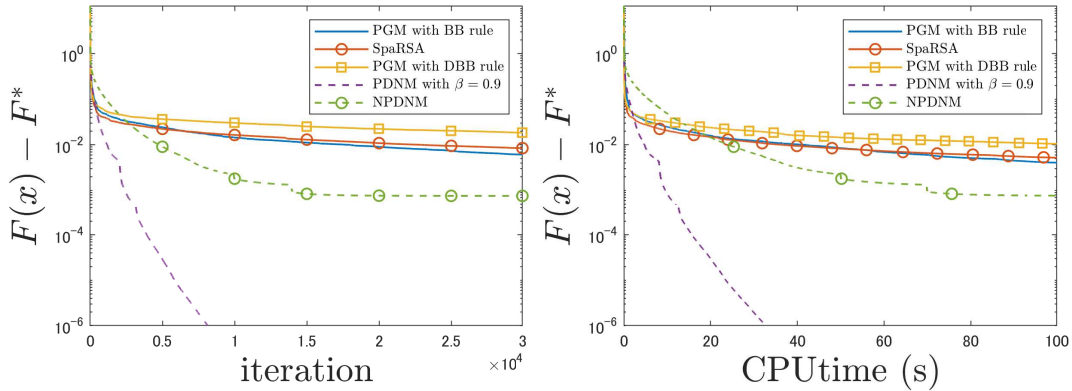 F(x) − F*
10^0
10^-2
10^-4
10^-6
0
0.5
1
1.5
2
2.5
3
×10^4
iteration
PGM with BB rule
SpaRSA
PGM with DBB rule
PDNM with β = 0.9
NPDNM
F(x) − F*
10^0
10^-2
10^-4
10^-6
0
20
40
60
80
100
CPUtime (s)
PGM with BB rule
SpaRSA
PGM with DBB rule
PDNM with β = 0.9
NPDNM